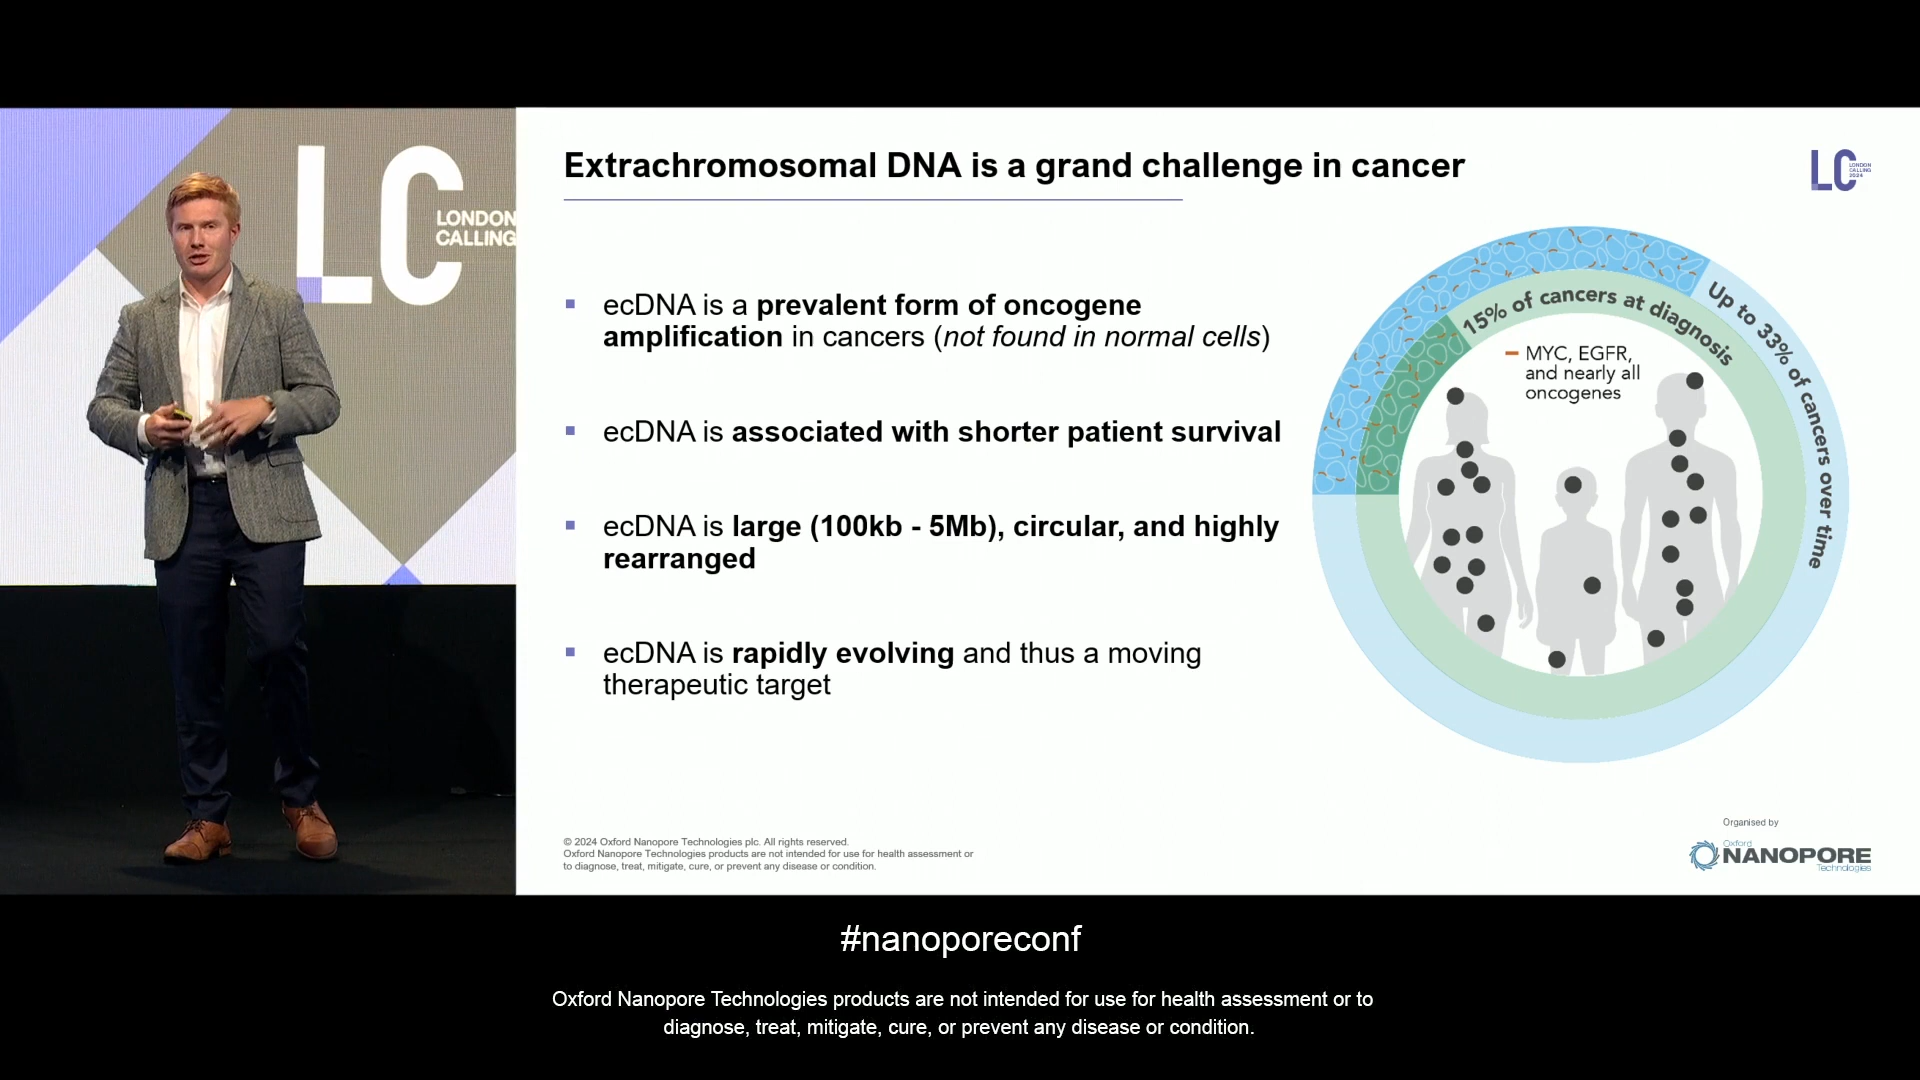 LC
LONDON
CALLING
Extrachromosomal DNA is a grand challenge in cancer
LC
LONDON
CALLING
2024
▪ ecDNA is a prevalent form of oncogene
amplification in cancers (not found in normal cells)
▪ ecDNA is associated with shorter patient survival
▪ ecDNA is large (100kb - 5Mb), circular, and highly
rearranged
▪ ecDNA is rapidly evolving and thus a moving
therapeutic target
15% of cancers at diagnosis
Up to 33% of cancers over time
MYC, EGFR,
and nearly all
oncogenes
© 2024 Oxford Nanopore Technologies plc. All rights reserved.
Oxford Nanopore Technologies products are not intended for use for health assessment or
to diagnose, treat, mitigate, cure, or prevent any disease or condition.
Organised by
Oxford
NANOPORE
Technologies
#nanoporeconf
Oxford Nanopore Technologies products are not intended for use for health assessment or to
diagnose, treat, mitigate, cure, or prevent any disease or condition.